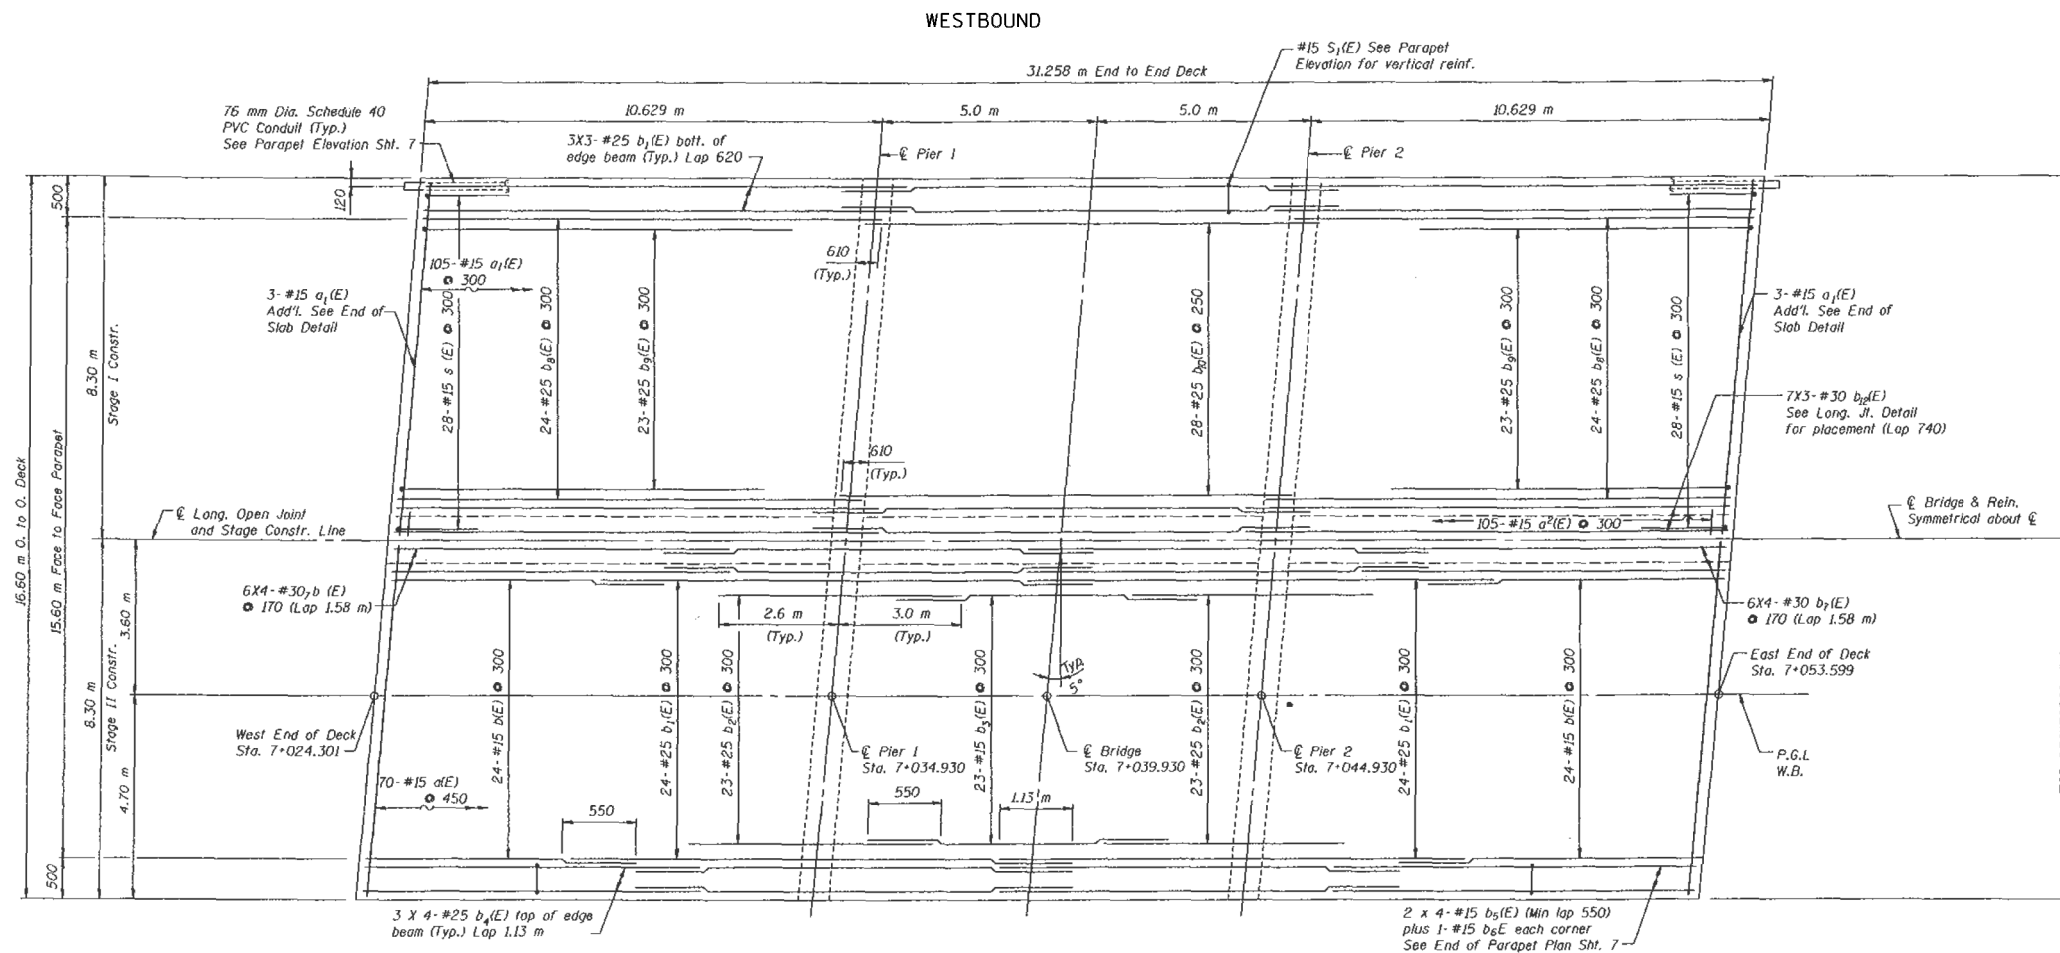 WESTBOUND
#15 S₁(E) See Parapet
Elevation for vertical reinf.
31.258 m End to End Deck
76 mm Dia. Schedule 40
PVC Conduit (Typ.)
See Parapet Elevation Sht. 7
10.629 m
5.0 m
5.0 m
10.629 m
3X3- #25 b₁(E) bott. of
edge beam (Typ.) Lap 620
℄ Pier 1
℄ Pier 2
500
120
610
(Typ.)
105- #15 a₁(E)
@ 300
3- #15 a₁(E)
Add'l. See End of
Slab Detail
28- #15 s (E) @ 300
24- #25 b₈(E) @ 300
23- #25 b₉(E) @ 300
28- #25 b₁₀(E) @ 250
23- #25 b₉(E) @ 300
24- #25 b₈(E) @ 300
28- #15 s (E) @ 300
3- #15 a₁(E)
Add'l. See End of
Slab Detail
7X3- #30 b₁₂(E)
See Long. Jt. Detail
for placement (Lap 740)
16.60 m O. to O. Deck
15.60 m Face to Face Parapet
8.30 m
Stage I Constr.
610
(Typ.)
℄ Long. Open Joint
and Stage Constr. Line
105- #15 a²(E) @ 300
℄ Bridge & Rein.
Symmetrical about ℄
6X4- #30₇b (E)
@ 170 (Lap 1.58 m)
2.6 m
(Typ.)
3.0 m
(Typ.)
6X4- #30 b₇(E)
@ 170 (Lap 1.58 m)
8.30 m
Stage II Constr.
3.60 m
4.70 m
500
24- #15 b(E) @ 300
24- #25 b₁(E) @ 300
23- #25 b₂(E) @ 300
23- #15 b₃(E) @ 300
23- #25 b₂(E) @ 300
24- #25 b₁(E) @ 300
24- #15 b(E) @ 300
Typ.
5°
East End of Deck
Sta. 7+053.599
West End of Deck
Sta. 7+024.301
℄ Pier 1
Sta. 7+034.930
℄ Bridge
Sta. 7+039.930
℄ Pier 2
Sta. 7+044.930
P.G.L
W.B.
70- #15 a(E)
@ 450
550
550
1.13 m
3 X 4- #25 b₄(E) top of edge
beam (Typ.) Lap 1.13 m
2 x 4- #15 b₅(E) (Min lap 550)
plus 1- #15 b₆E each corner
See End of Parapet Plan Sht. 7